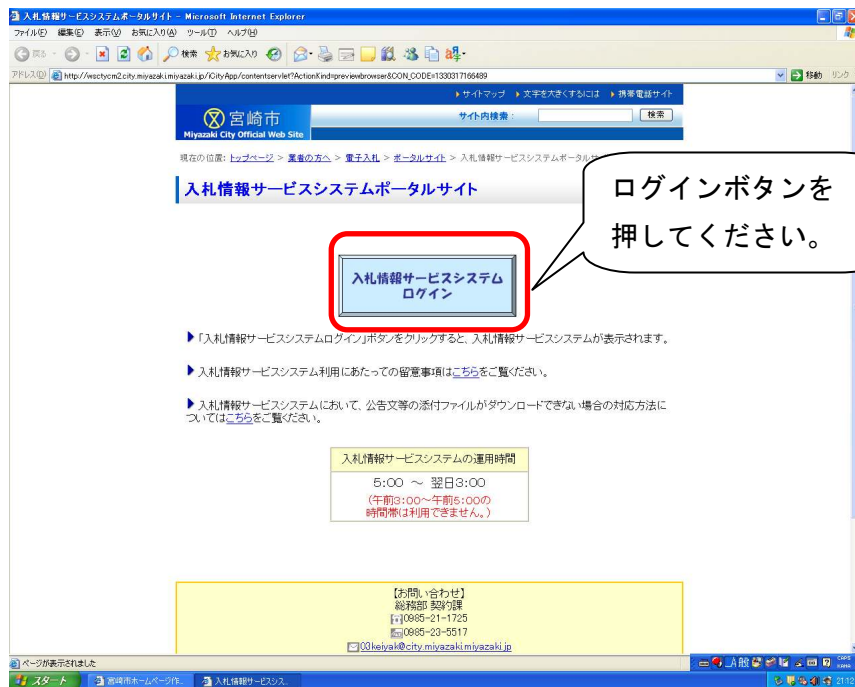 入札情報サービスシステムポータルサイト - Microsoft Internet Explorer
ファイル(F) 編集(E) 表示(V) お気に入り(A) ツール(T) ヘルプ(H)
戻る 検索 お気に入り
アドレス(D) http://wsctycm2.city.miyazaki.miyazaki.jp/iCityApp/contentservlet?ActionKind=previewbrowser&CON_CODE=1330317166489 移動 リンク
サイトマップ 文字を大きくするには 携帯電話サイト
宮崎市 サイト内検索: 検索
Miyazaki City Official Web Site
現在の位置: トップページ > 業者の方へ > 電子入札 > ポータルサイト > 入札情報サービスシステムポータルサ
入札情報サービスシステムポータルサイト
ログインボタンを
押してください。
入札情報サービスシステム
ログイン
「入札情報サービスシステムログイン」ボタンをクリックすると、入札情報サービスシステムが表示されます。
入札情報サービスシステム利用にあたっての留意事項はこちらをご覧ください。
入札情報サービスシステムにおいて、公告文等の添付ファイルがダウンロードできない場合の対応方法に
ついてはこちらをご覧ください。
入札情報サービスシステムの運用時間
5:00 ～ 翌日3:00
(午前3:00～午前5:00の
時間帯は利用できません。)
【お問い合わせ】
総務部 契約課
0985-21-1725
0985-23-5517
03keiyak@city.miyazaki.miyazaki.jp
ページが表示されました
スタート 宮崎市ホームページ作... 入札情報サービスシス... A 般 CAPS KANA 21:12